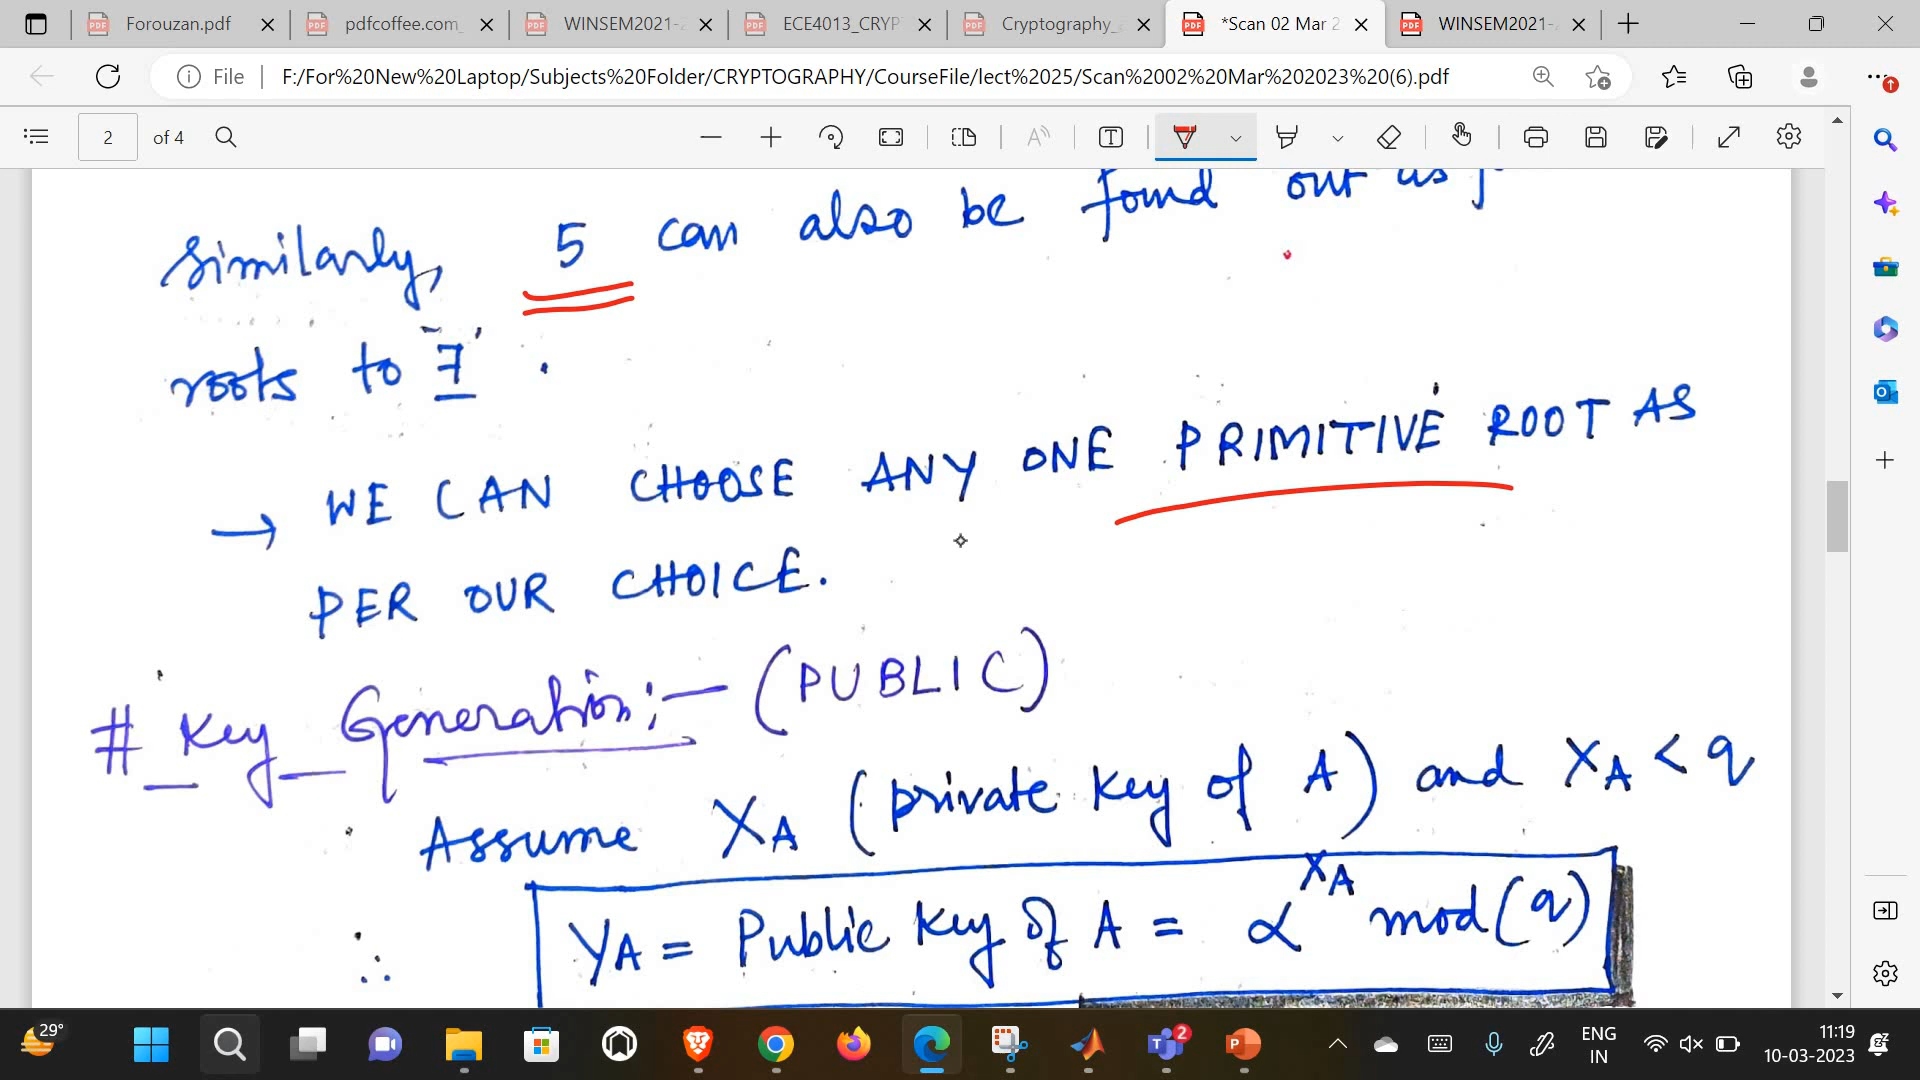 Forouzan.pdf
pdfcoffee.com_
WINSEM2021-
ECE4013_CRYP
Cryptography_
*Scan 02 Mar 2
WINSEM2021-
File
F:/For%20New%20Laptop/Subjects%20Folder/CRYPTOGRAPHY/CourseFile/lect%2025/Scan%2002%20Mar%202023%20(6).pdf
2 of 4
Similarly, 5 can also be found out as
roots to 7 .
→ WE CAN CHOOSE ANY ONE PRIMITIVE ROOT AS
PER OUR CHOICE.
# Key Generation:— (PUBLIC)
Assume XA (private key of A) and XA < q
∴ YA = Public Key of A = α^XA mod(q)
29°
2
ENG
IN
11:19
10-03-2023